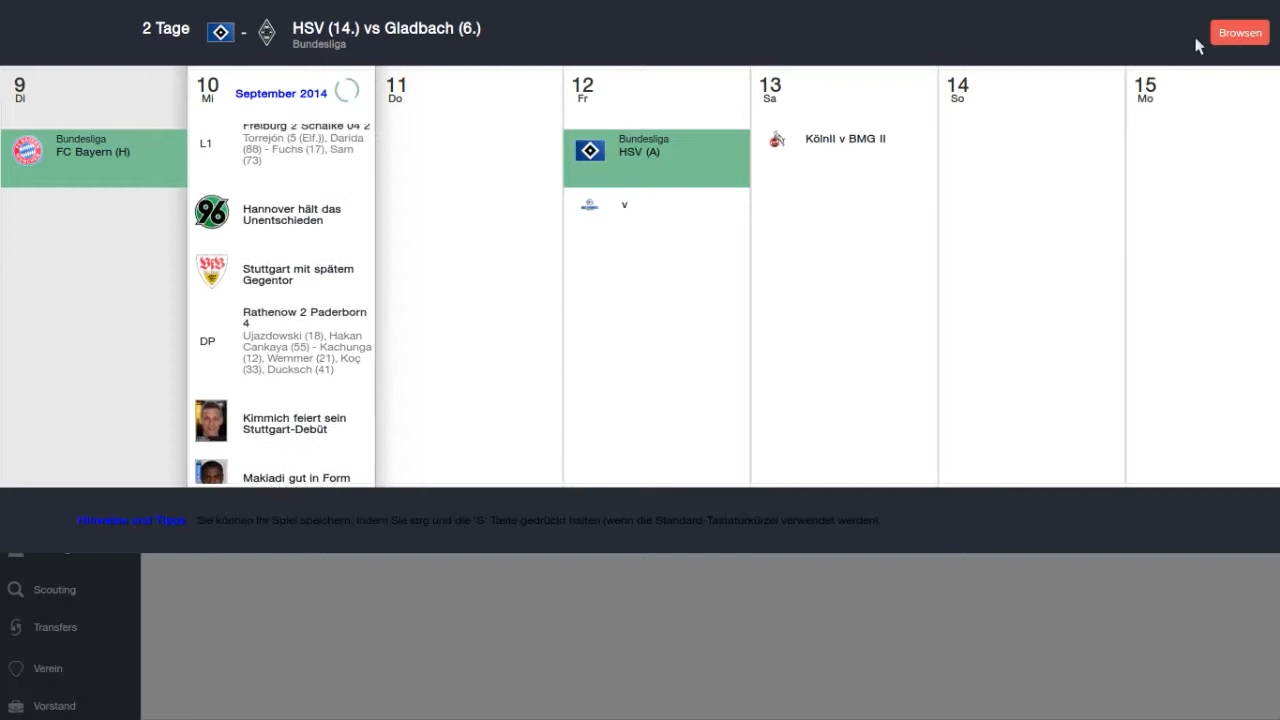 2 Tage
-
HSV (14.) vs Gladbach (6.)
Bundesliga
Browsen
9
Di
10
Mi
September 2014
11
Do
12
Fr
13
Sa
14
So
15
Mo
Bundesliga
FC Bayern (H)
L1
Freiburg 2 Schalke 04 2
Torrejón (5 (Elf.)), Darida
(88) - Fuchs (17), Sam
(73)
96
Hannover hält das
Unentschieden
VfB
Stuttgart mit spätem
Gegentor
DP
Rathenow 2 Paderborn
4
Ujazdowski (18), Hakan
Cankaya (55) - Kachunga
(12), Wemmer (21), Koç
(33), Ducksch (41)
Kimmich feiert sein
Stuttgart-Debüt
Makiadi gut in Form
Bundesliga
HSV (A)
v
KölnII v BMG II
Hinweise und Tipps
Sie können Ihr Spiel speichern, indem Sie strg und die 'S' Taste gedrückt halten (wenn die Standard-Tastaturkürzel verwendet werden).
Scouting
Transfers
Verein
Vorstand